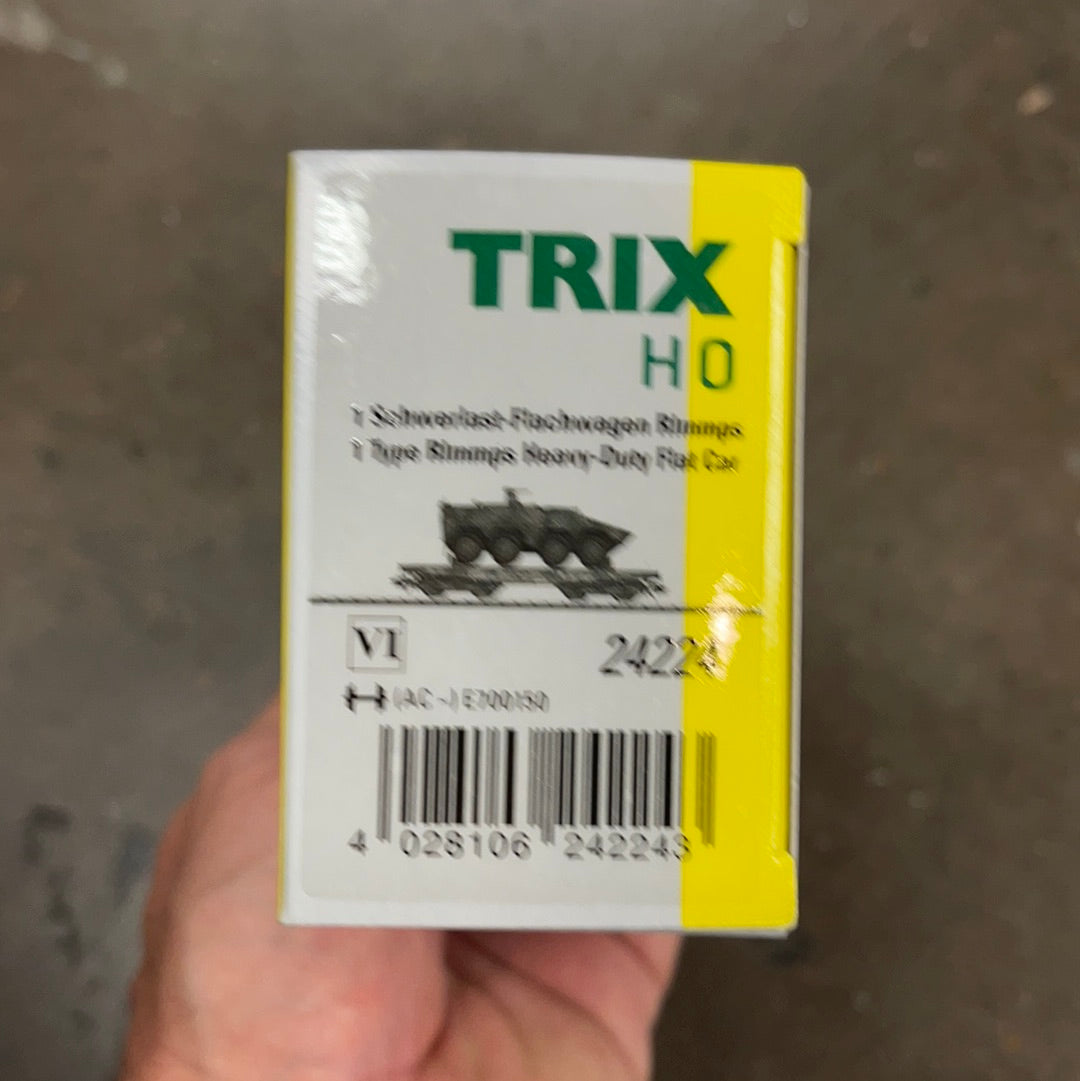 TRIX
H0
1 Schwerlast-Flachwagen Rlmmps
1 Type Rlmmps Heavy-Duty Flat Car
VI
24224
(AC~) E700150
4 028106 242243